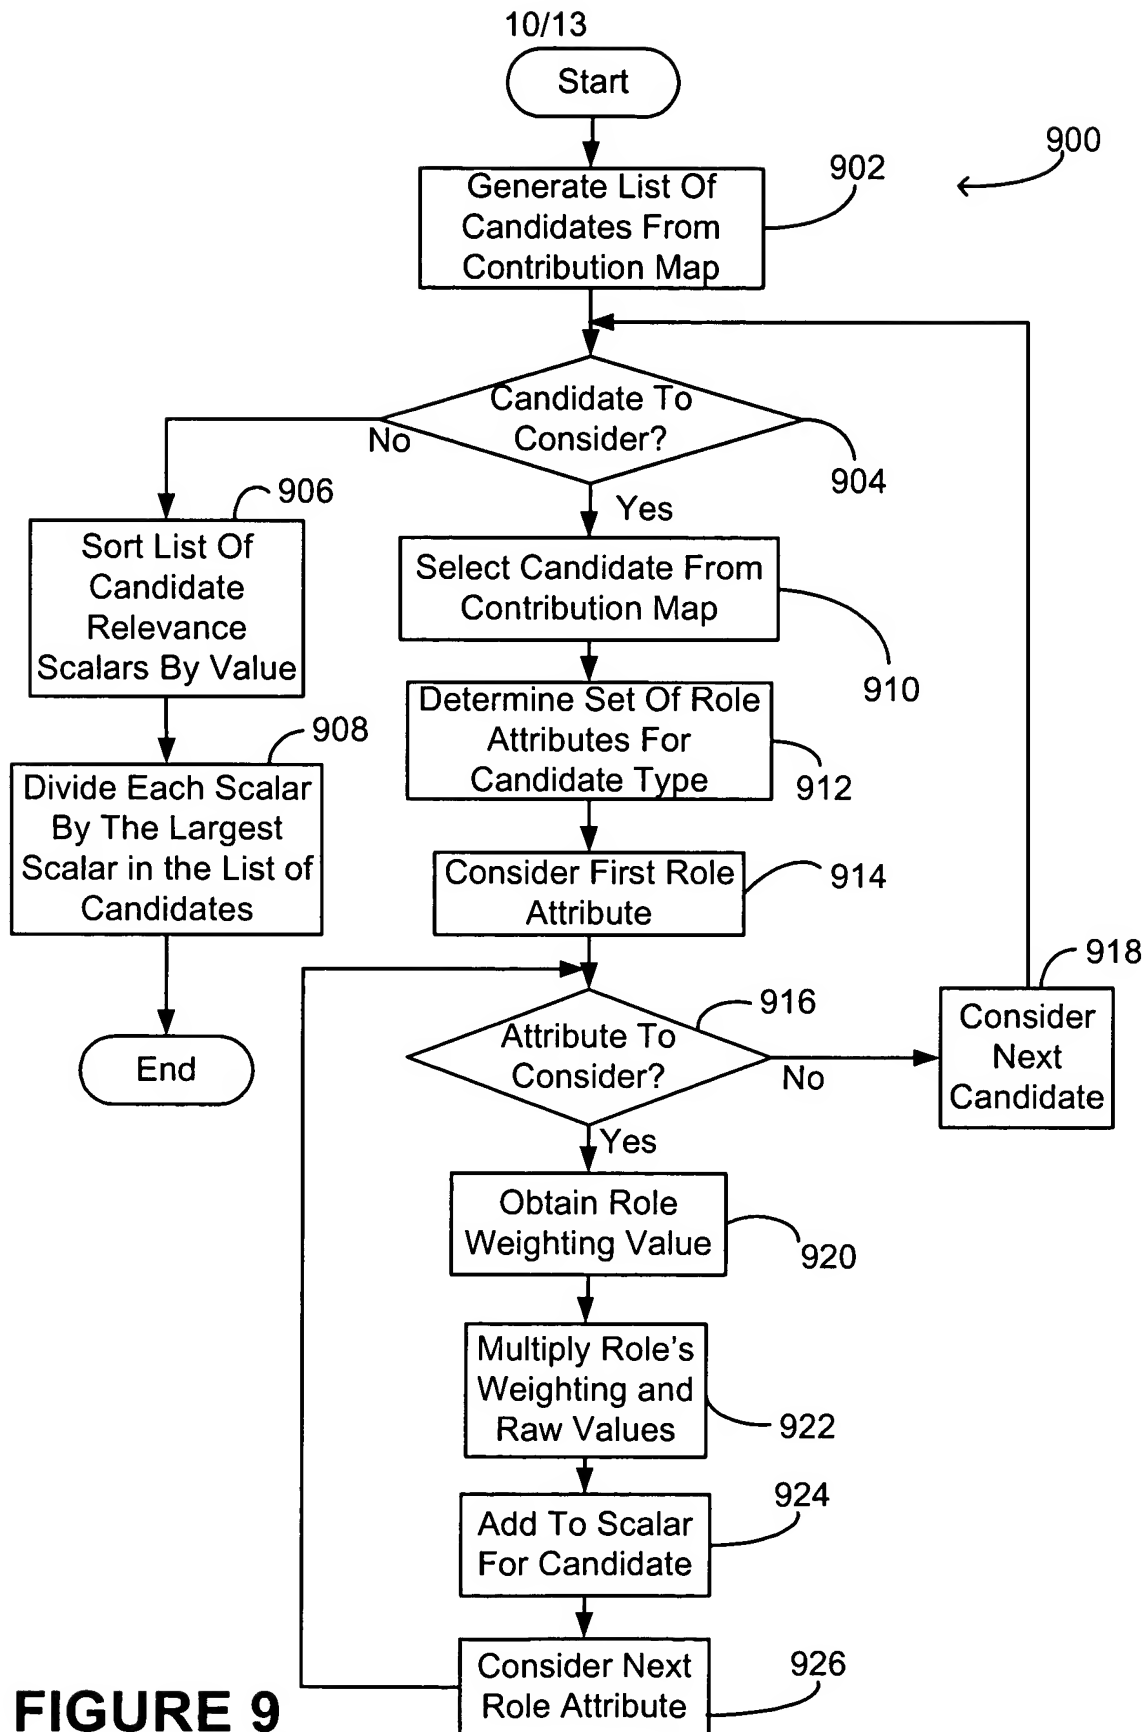 10/13
Start
900
902
Generate List Of
Candidates From
Contribution Map
Candidate To
Consider?
No
904
Yes
906
Sort List Of
Candidate
Relevance
Scalars By Value
Select Candidate From
Contribution Map
910
908
Divide Each Scalar
By The Largest
Scalar in the List of
Candidates
Determine Set Of Role
Attributes For
Candidate Type
912
Consider First Role
Attribute
914
End
916
Attribute To
Consider?
No
918
Consider
Next
Candidate
Yes
Obtain Role
Weighting Value
920
Multiply Role's
Weighting and
Raw Values
922
924
Add To Scalar
For Candidate
Consider Next
Role Attribute
926
FIGURE 9